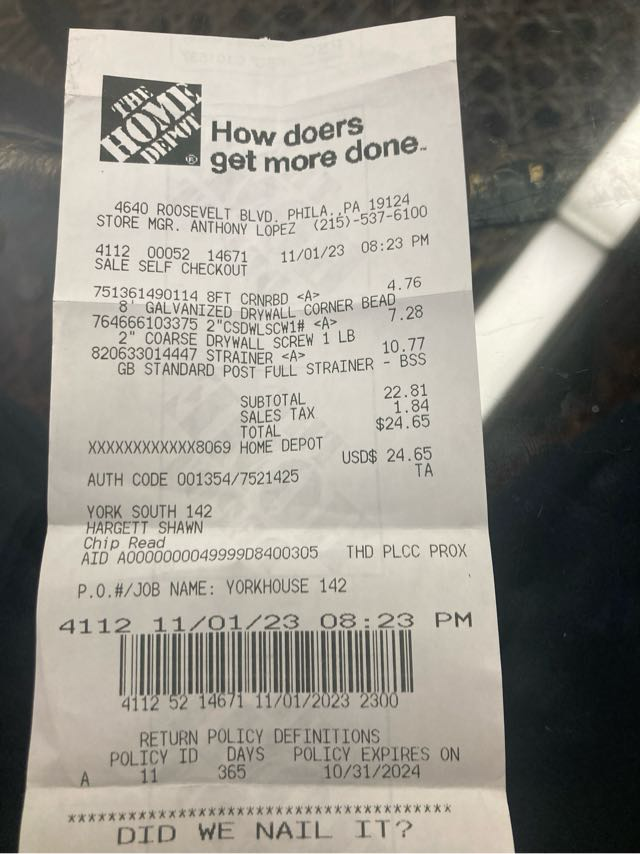 THE
HOME
DEPOT
®
How doers
get more done.™
4640 ROOSEVELT BLVD. PHILA.,PA 19124
STORE MGR. ANTHONY LOPEZ (215)-537-6100
4112 00052 14671 11/01/23 08:23 PM
SALE SELF CHECKOUT
751361490114 8FT CRNRBD <A> 4.76
8' GALVANIZED DRYWALL CORNER BEAD
764666103375 2"CSDWLSCW1# <A> 7.28
2" COARSE DRYWALL SCREW 1 LB
820633014447 STRAINER <A> 10.77
GB STANDARD POST FULL STRAINER - BSS
SUBTOTAL 22.81
SALES TAX 1.84
TOTAL $24.65
XXXXXXXXXXXX8069 HOME DEPOT
USD$ 24.65
AUTH CODE 001354/7521425 TA
YORK SOUTH 142
HARGETT SHAWN
Chip Read
AID A0000000049999D8400305 THD PLCC PROX
P.O.#/JOB NAME: YORKHOUSE 142
4112 11/01/23 08:23 PM
4112 52 14671 11/01/2023 2300
RETURN POLICY DEFINITIONS
POLICY ID DAYS POLICY EXPIRES ON
A 11 365 10/31/2024
****************************************
DID WE NAIL IT?